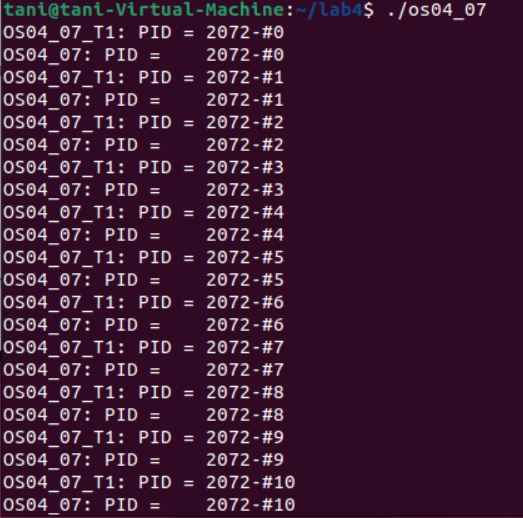 tani@tani-Virtual-Machine:~/lab4$ ./os04_07
OS04_07_T1: PID = 2072-#0
OS04_07: PID =    2072-#0
OS04_07_T1: PID = 2072-#1
OS04_07: PID =    2072-#1
OS04_07_T1: PID = 2072-#2
OS04_07: PID =    2072-#2
OS04_07_T1: PID = 2072-#3
OS04_07: PID =    2072-#3
OS04_07_T1: PID = 2072-#4
OS04_07: PID =    2072-#4
OS04_07_T1: PID = 2072-#5
OS04_07: PID =    2072-#5
OS04_07_T1: PID = 2072-#6
OS04_07: PID =    2072-#6
OS04_07_T1: PID = 2072-#7
OS04_07: PID =    2072-#7
OS04_07_T1: PID = 2072-#8
OS04_07: PID =    2072-#8
OS04_07_T1: PID = 2072-#9
OS04_07: PID =    2072-#9
OS04_07_T1: PID = 2072-#10
OS04_07: PID =    2072-#10